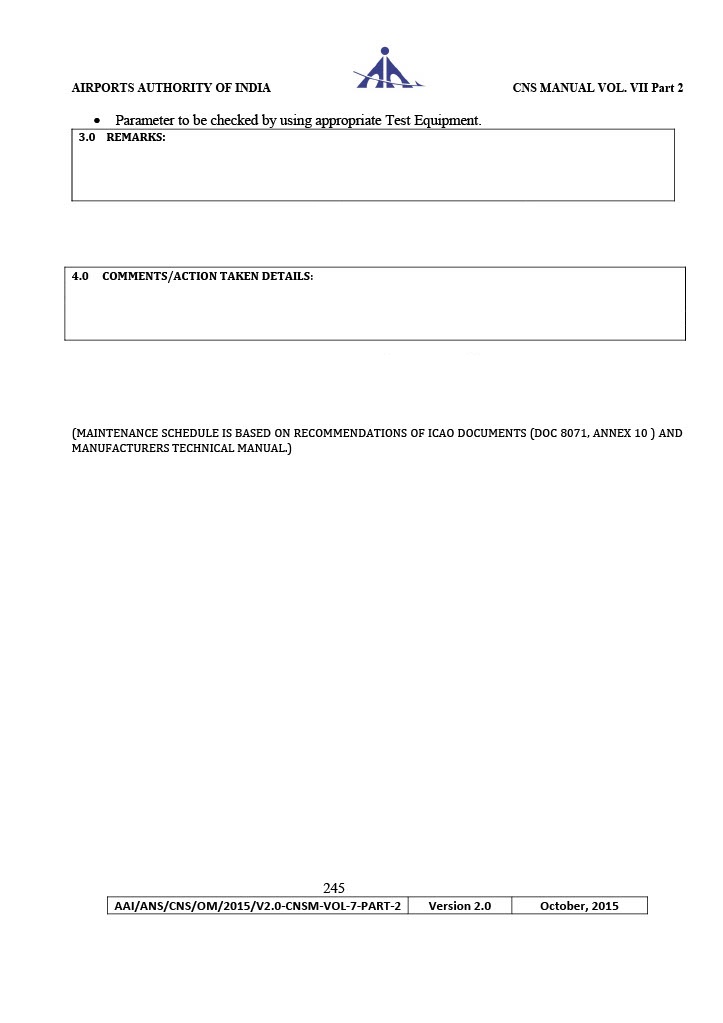 AIRPORTS AUTHORITY OF INDIA
CNS MANUAL VOL. VII Part 2
• Parameter to be checked by using appropriate Test Equipment.
3.0 REMARKS:
4.0 COMMENTS/ACTION TAKEN DETAILS:
(MAINTENANCE SCHEDULE IS BASED ON RECOMMENDATIONS OF ICAO DOCUMENTS (DOC 8071, ANNEX 10 ) AND
MANUFACTURERS TECHNICAL MANUAL.)
245
AAI/ANS/CNS/OM/2015/V2.0-CNSM-VOL-7-PART-2 Version 2.0 October, 2015